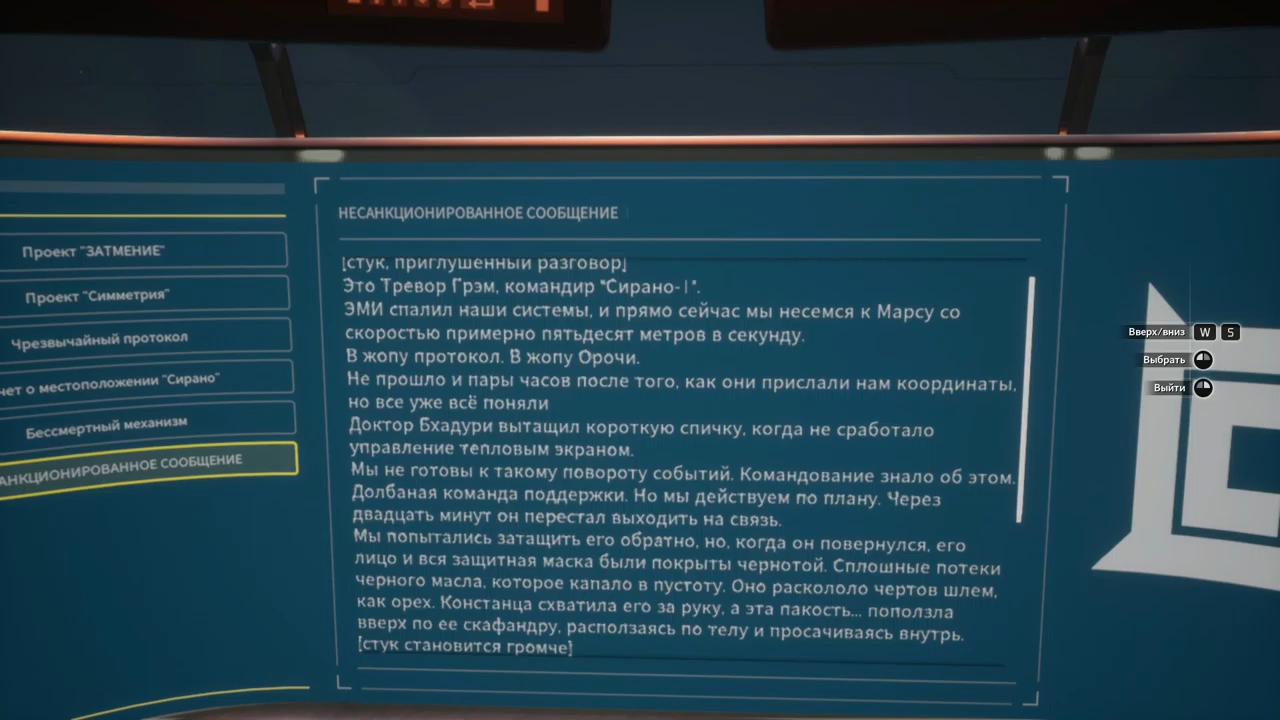 НЕСАНКЦИОНИРОВАННОЕ СООБЩЕНИЕ
Проект "ЗАТМЕНИЕ"
Проект "Симметрия"
Чрезвычайный протокол
о местоположении "Сирано"
Бессмертный механизм
СООБЩЕНИЕ
[стук, приглушенный разговор]
Это Тревор Грэм, командир "Сирано-I".
ЭМИ спалил наши системы, и прямо сейчас мы несемся к Марсу со
скоростью примерно пятьдесят метров в секунду.
В жопу протокол. В жопу Орочи.
Не прошло и пары часов после того, как они прислали нам координаты,
но все уже всё поняли
Доктор Бхадури вытащил короткую спичку, когда не сработало
управление тепловым экраном.
Мы не готовы к такому повороту событий. Командование знало об этом.
Долбаная команда поддержки. Но мы действуем по плану. Через
двадцать минут он перестал выходить на связь.
Мы попытались затащить его обратно, но, когда он повернулся, его
лицо и вся защитная маска были покрыты чернотой. Сплошные потеки
черного масла, которое капало в пустоту. Оно раскололо чертов шлем,
как орех. Констанца схватила его за руку, а эта пакость... поползла
вверх по ее скафандру, расползаясь по телу и просачиваясь внутрь.
[стук становится громче]
Вверх/вниз W S
Выбрать
Выйти